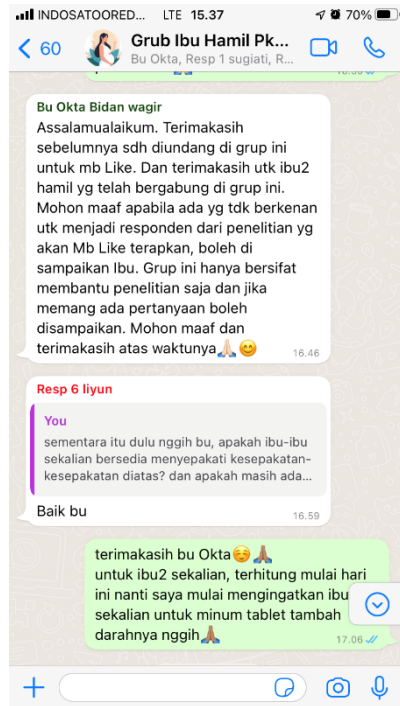 INDOSATOORED... LTE 15.37 70%
60 Grub Ibu Hamil Pk...
Bu Okta, Resp 1 sugiati, R...
Bu Okta Bidan wagir
Assalamualaikum. Terimakasih
sebelumnya sdh diundang di grup ini
untuk mb Like. Dan terimakasih utk ibu2
hamil yg telah bergabung di grup ini.
Mohon maaf apabila ada yg tdk berkenan
utk menjadi responden dari penelitian yg
akan Mb Like terapkan, boleh di
sampaikan Ibu. Grup ini hanya bersifat
membantu penelitian saja dan jika
memang ada pertanyaan boleh
disampaikan. Mohon maaf dan
terimakasih atas waktunya🙏🏻😊
16.46
Resp 6 liyun
You
sementara itu dulu nggih bu, apakah ibu-ibu
sekalian bersedia menyepakati kesepakatan-
kesepakatan diatas? dan apakah masih ada...
Baik bu
16.59
terimakasih bu Okta☺️🙏🏽
untuk ibu2 sekalian, terhitung mulai hari
ini nanti saya mulai mengingatkan ibu
sekalian untuk minum tablet tambah
darahnya nggih🙏🏽
17.06